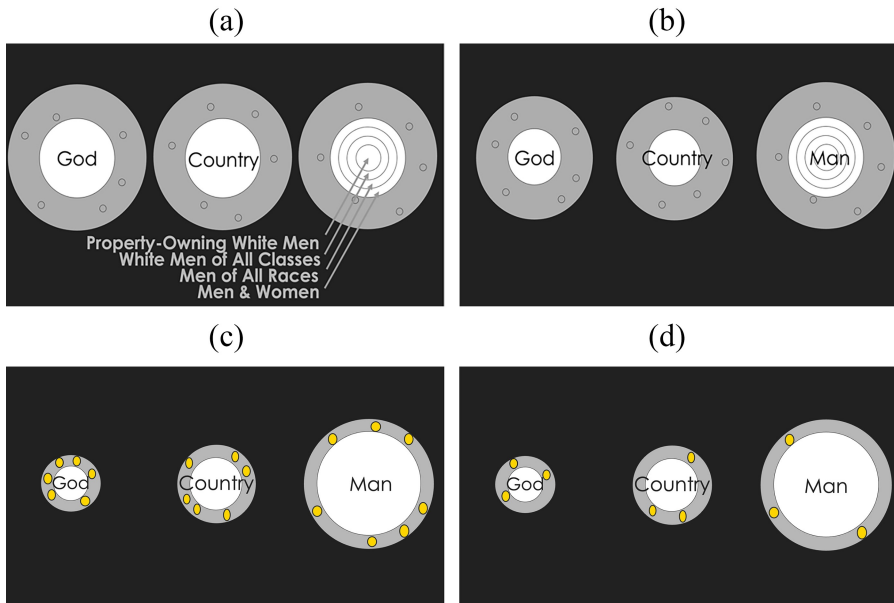 (a)
God
Country
Property-Owning White Men
White Men of All Classes
Men of All Races
Men & Women
(b)
God
Country
Man
(c)
God
Country
Man
(d)
God
Country
Man